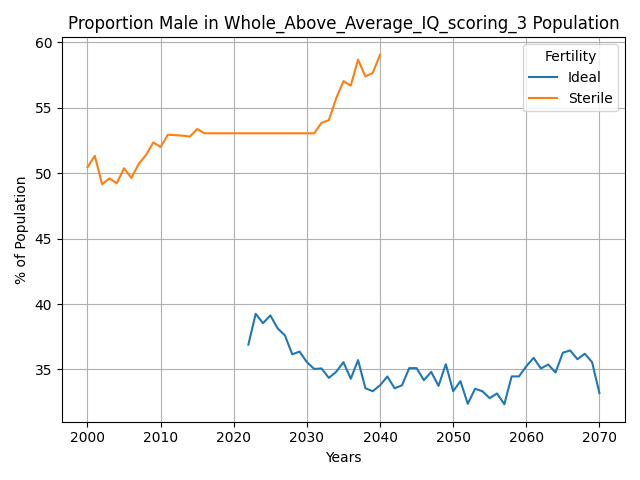 Proportion Male in Whole_Above_Average_IQ_scoring_3 Population
% of Population
60
55
50
45
40
35
Fertility
Ideal
Sterile
2000 2010 2020 2030 2040 2050 2060 2070
Years